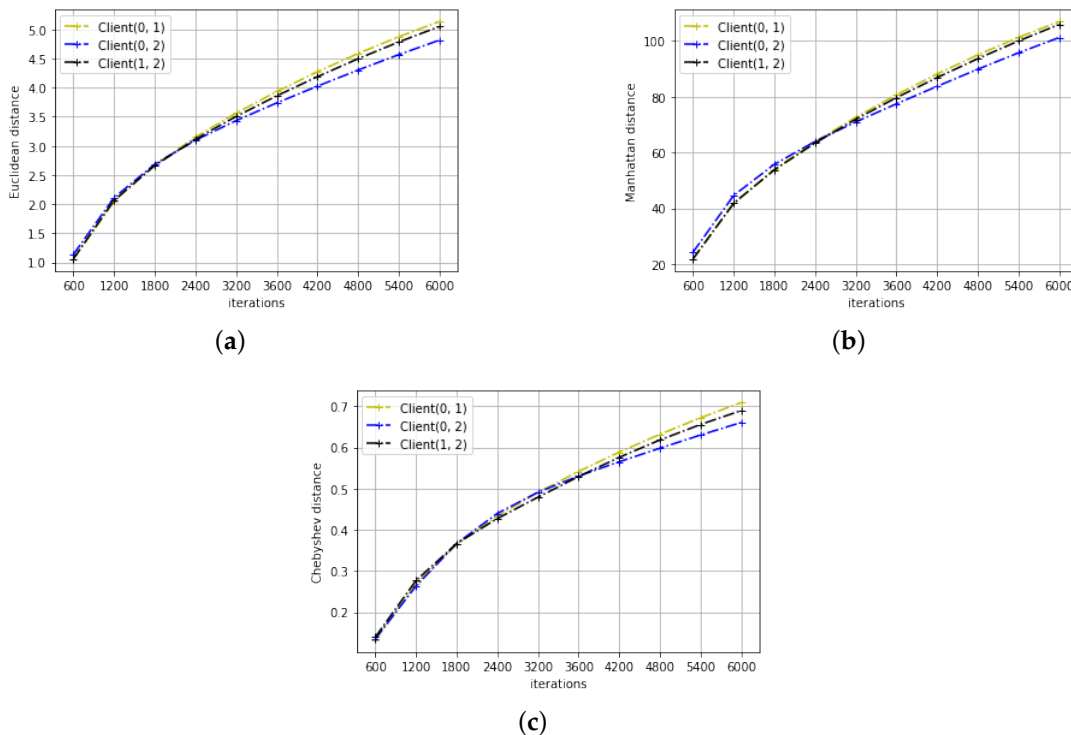 5.0
4.5
4.0
3.5
3.0
2.5
2.0
1.5
1.0
Euclidean distance
Client(0, 1)
Client(0, 2)
Client(1, 2)
600 1200 1800 2400 3200 3600 4200 4800 5400 6000
iterations
(a)
100
80
60
40
20
Manhattan distance
Client(0, 1)
Client(0, 2)
Client(1, 2)
600 1200 1800 2400 3200 3600 4200 4800 5400 6000
iterations
(b)
0.7
0.6
0.5
0.4
0.3
0.2
Chebyshev distance
Client(0, 1)
Client(0, 2)
Client(1, 2)
600 1200 1800 2400 3200 3600 4200 4800 5400 6000
iterations
(c)